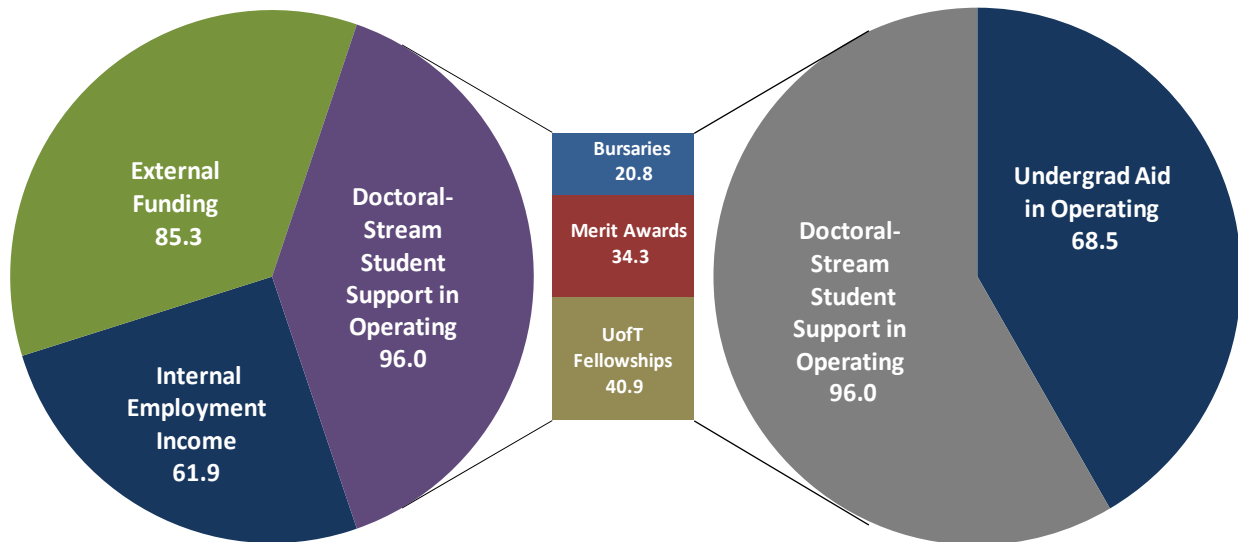 External
Funding
85.3
Doctoral-
Stream
Student
Support in
Operating
96.0
Internal
Employment
Income
61.9
Bursaries
20.8
Merit Awards
34.3
UofT
Fellowships
40.9
Doctoral-
Stream
Student
Support in
Operating
96.0
Undergrad Aid
in Operating
68.5